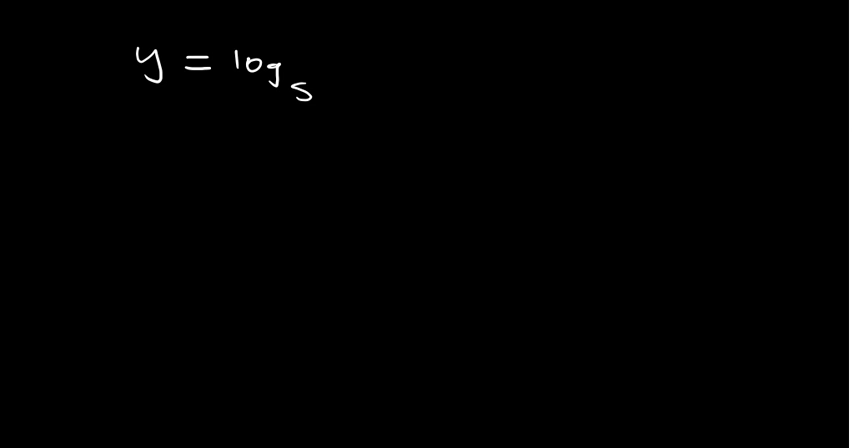 y = log₅